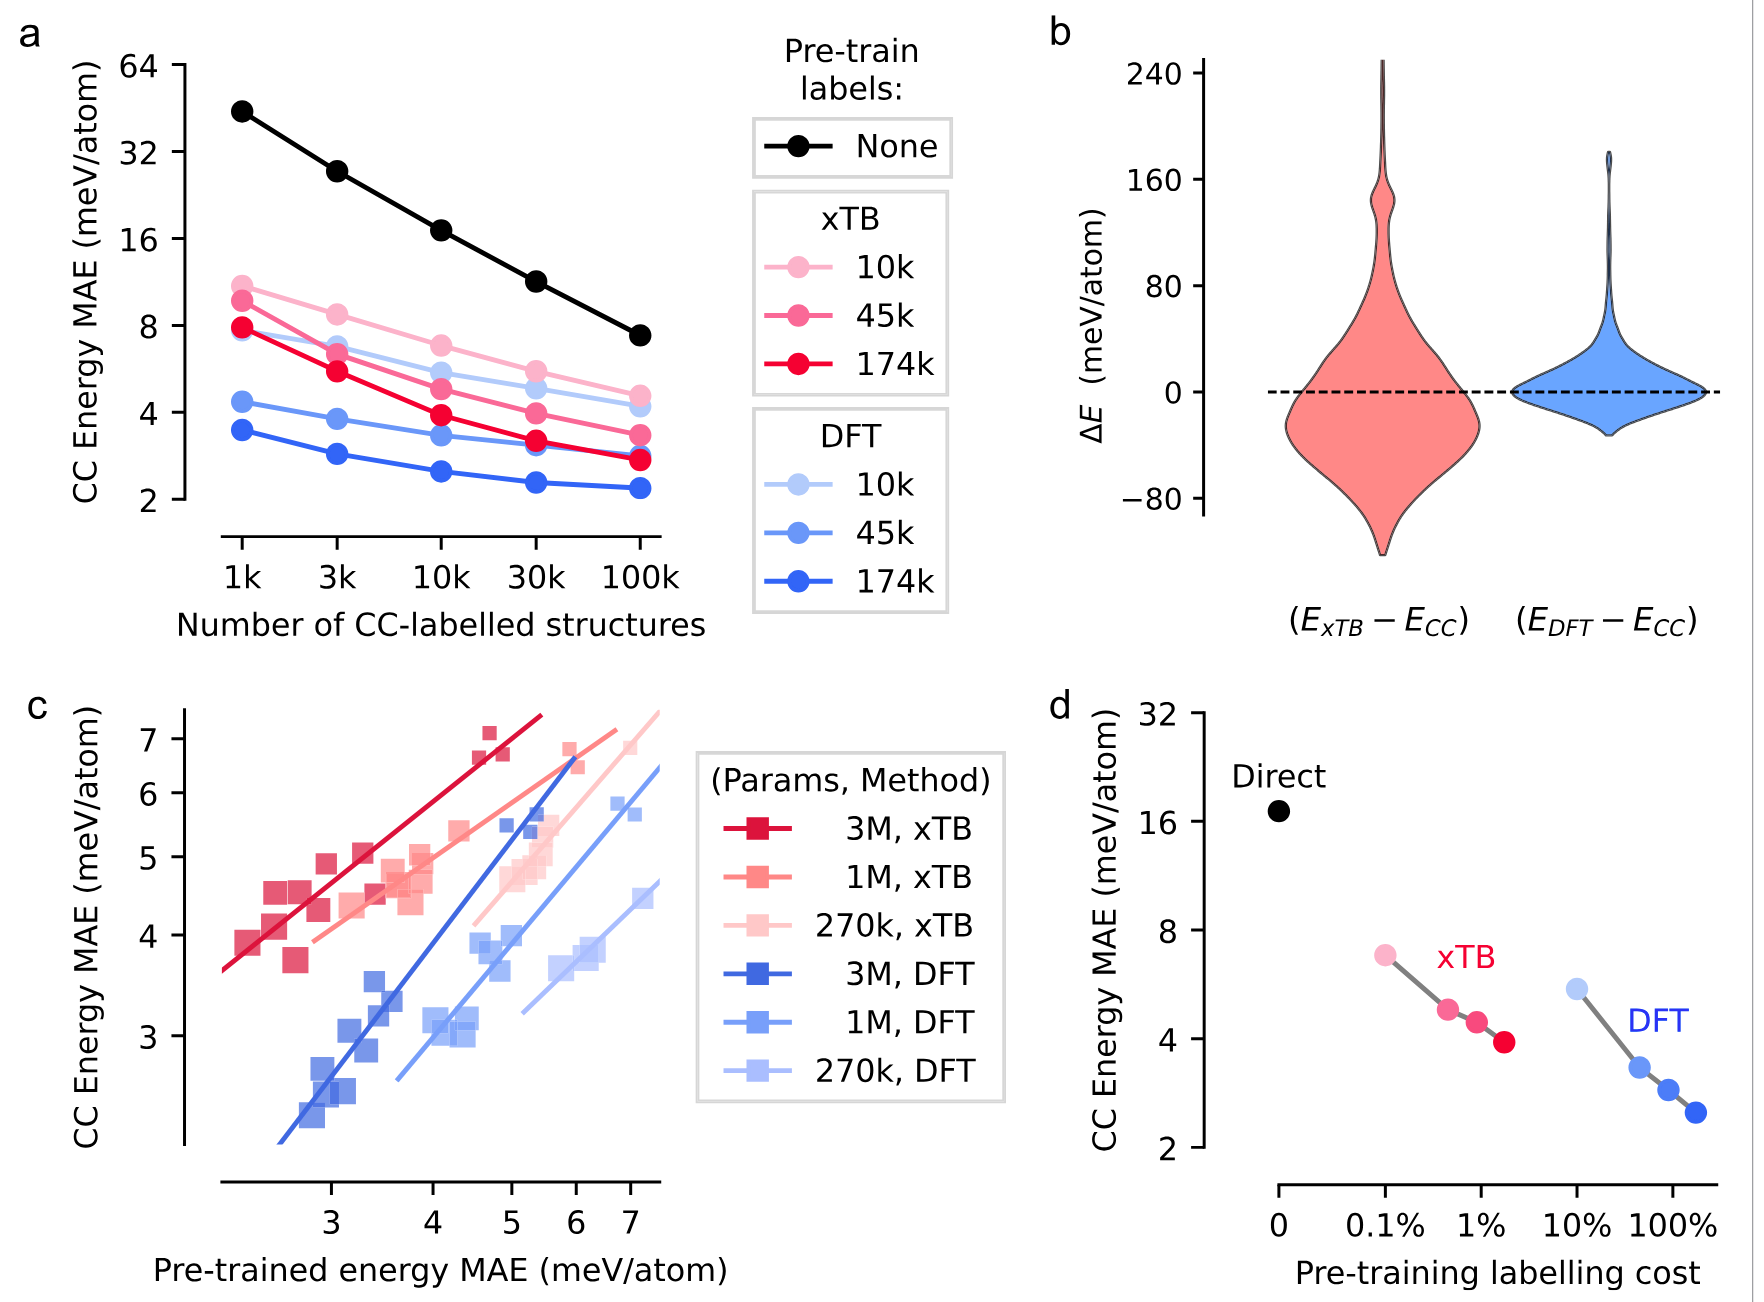 a
64
32
16
8
4
2
CC Energy MAE (meV/atom)
1k
3k
10k
30k
100k
Number of CC-labelled structures
Pre-train
labels:
None
xTB
10k
45k
174k
DFT
10k
45k
174k
b
240
160
80
0
−80
ΔE (meV/atom)
(E_xTB − E_CC)
(E_DFT − E_CC)
c
7
6
5
4
3
CC Energy MAE (meV/atom)
3
4
5
6
7
Pre-trained energy MAE (meV/atom)
(Params, Method)
3M, xTB
1M, xTB
270k, xTB
3M, DFT
1M, DFT
270k, DFT
d
32
16
8
4
2
CC Energy MAE (meV/atom)
Direct
xTB
DFT
0
0.1%
1%
10%
100%
Pre-training labelling cost